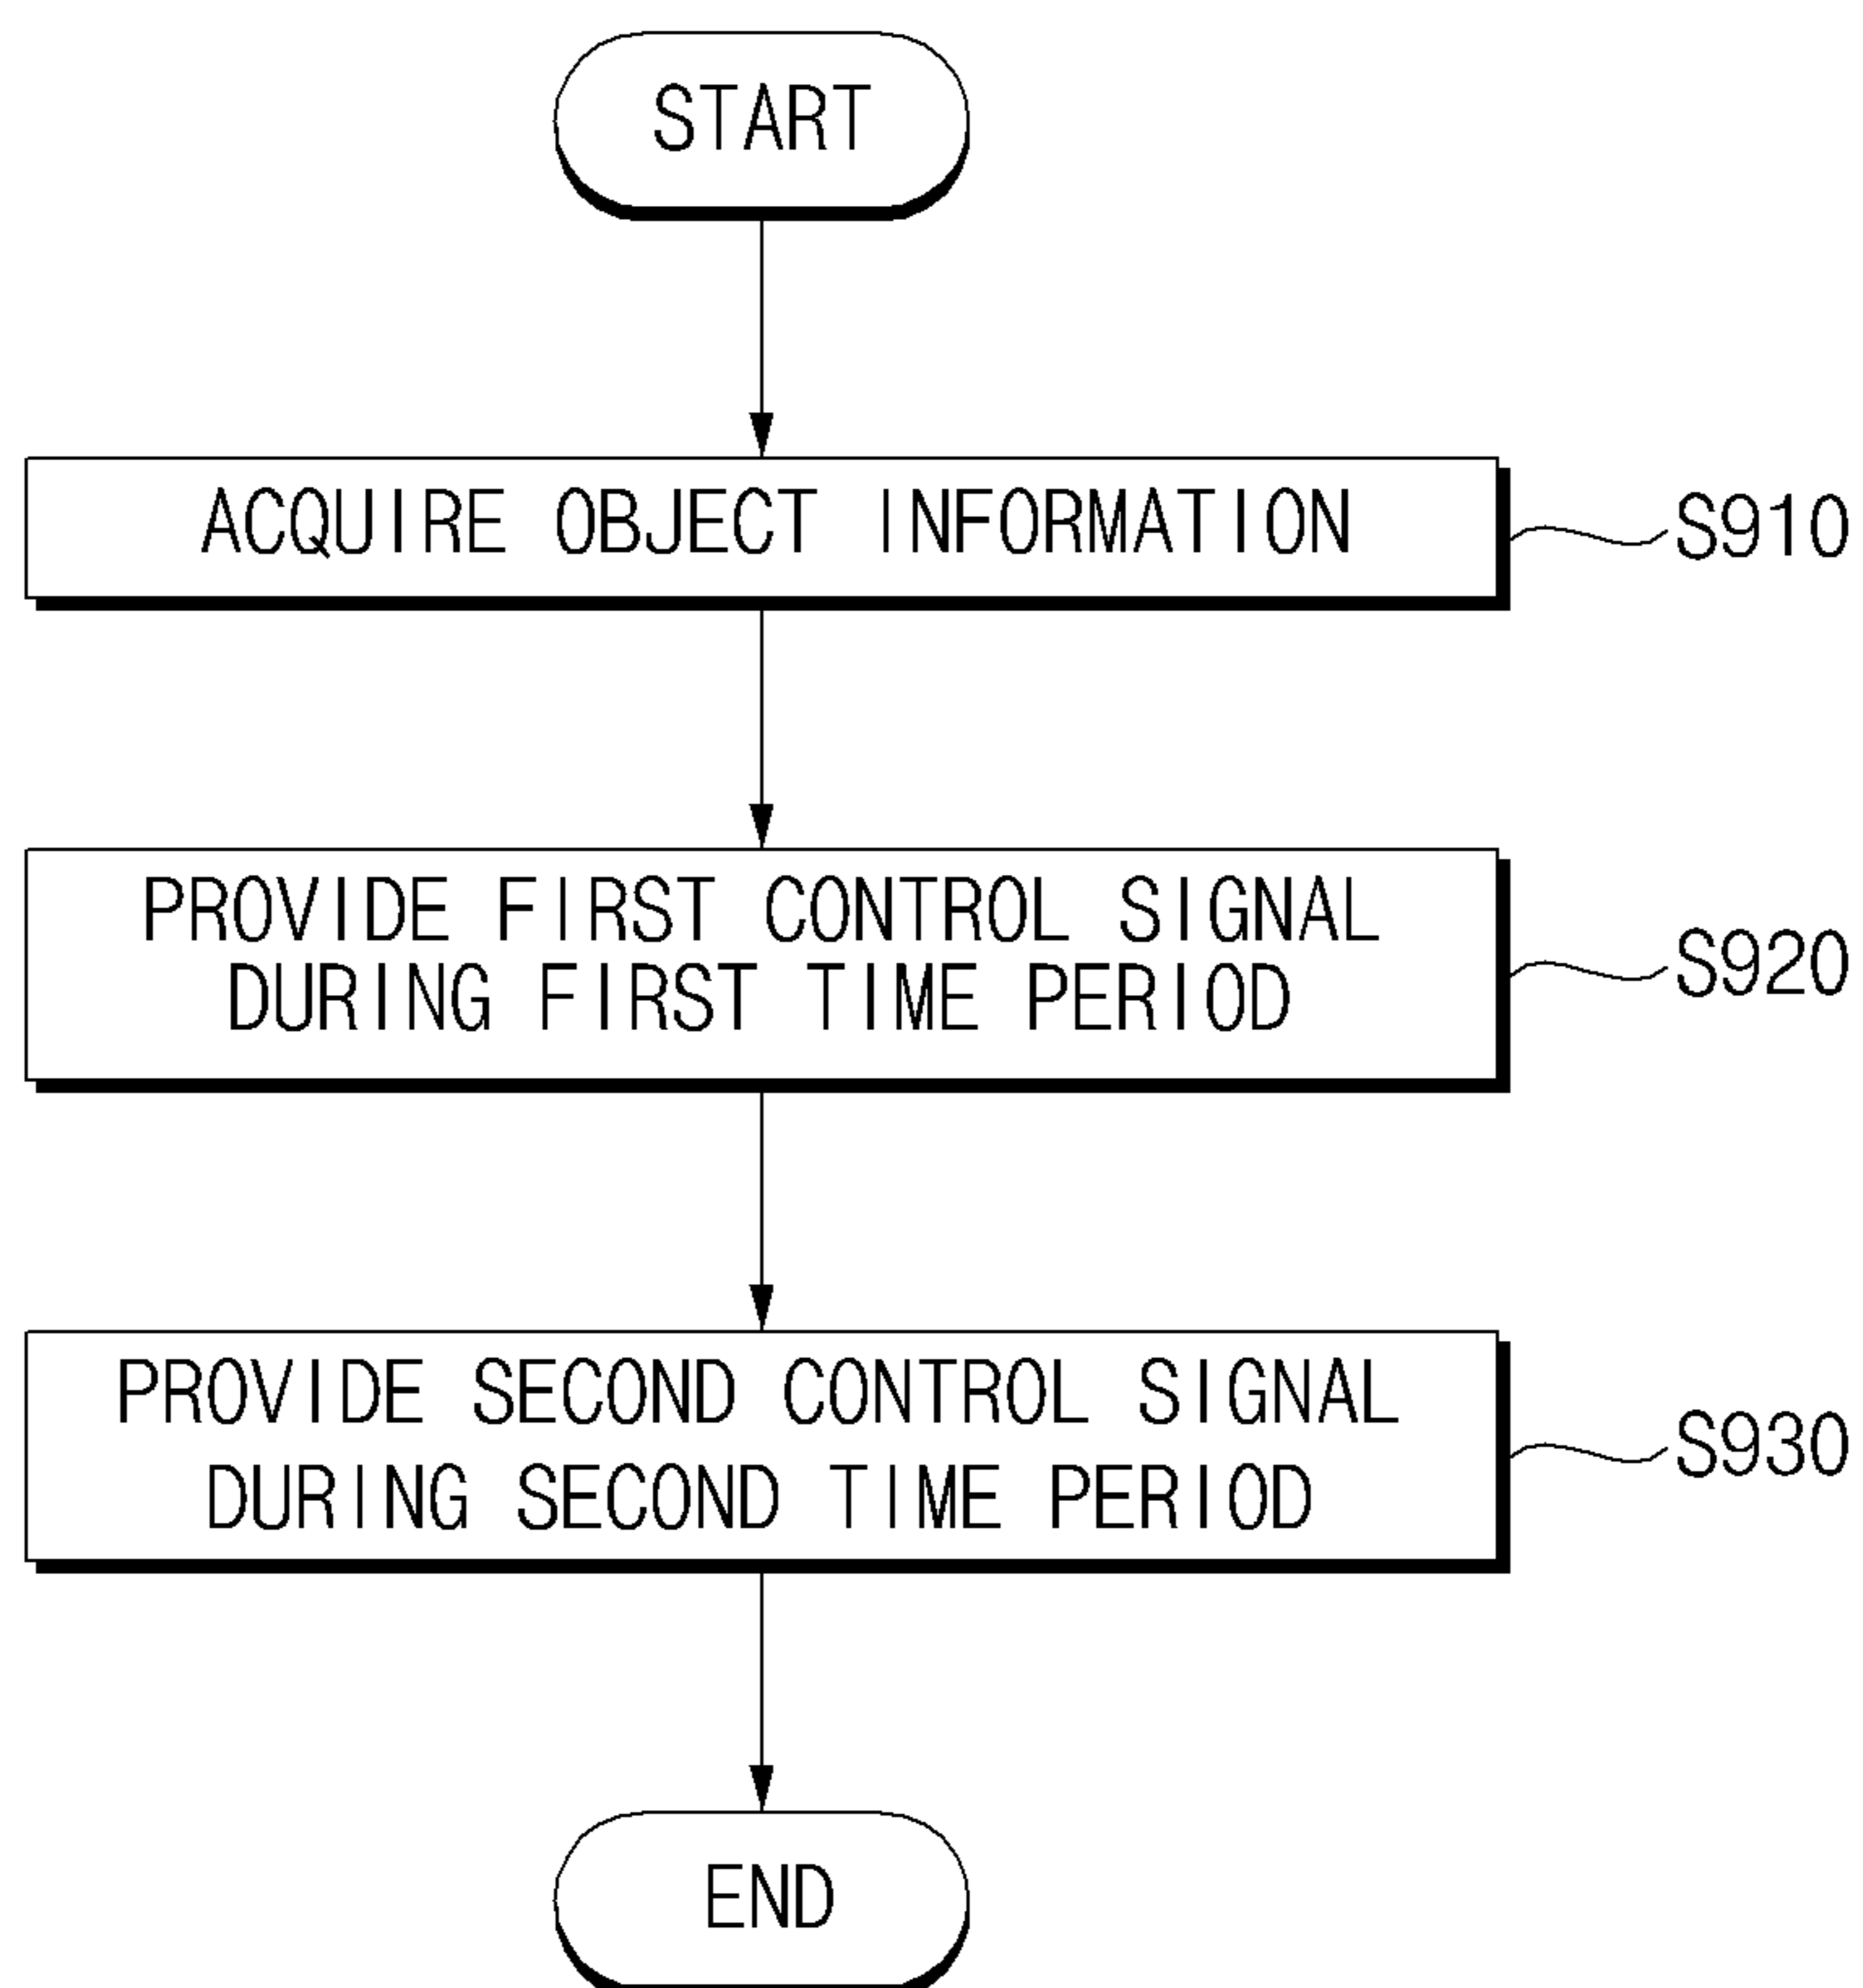 START
ACQUIRE OBJECT INFORMATION
S910
PROVIDE FIRST CONTROL SIGNAL
DURING FIRST TIME PERIOD
S920
PROVIDE SECOND CONTROL SIGNAL
DURING SECOND TIME PERIOD
S930
END